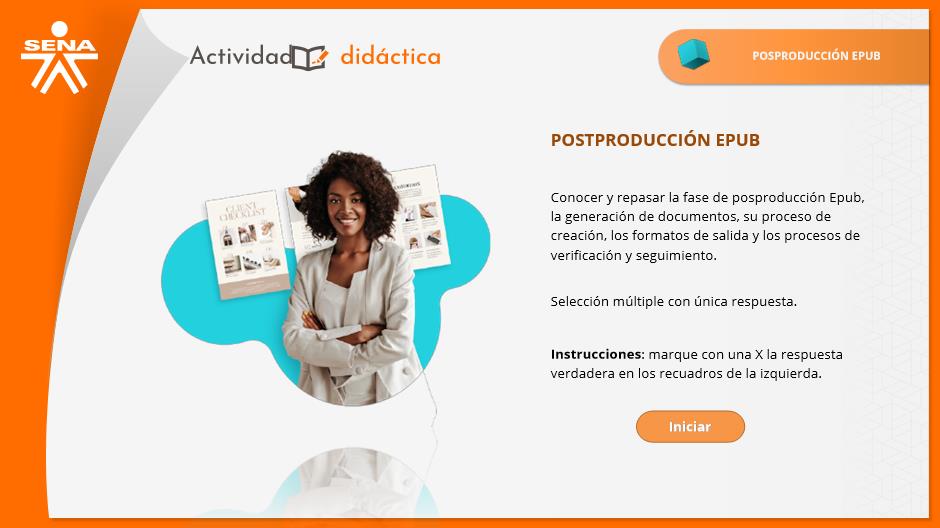 SENA
Actividad didáctica
POSPRODUCCIÓN EPUB
POSTPRODUCCIÓN EPUB
CLIENT
CHECKLIST
Conocer y repasar la fase de posproducción Epub,
la generación de documentos, su proceso de
creación, los formatos de salida y los procesos de
verificación y seguimiento.
Selección múltiple con única respuesta.
Instrucciones: marque con una X la respuesta
verdadera en los recuadros de la izquierda.
Iniciar